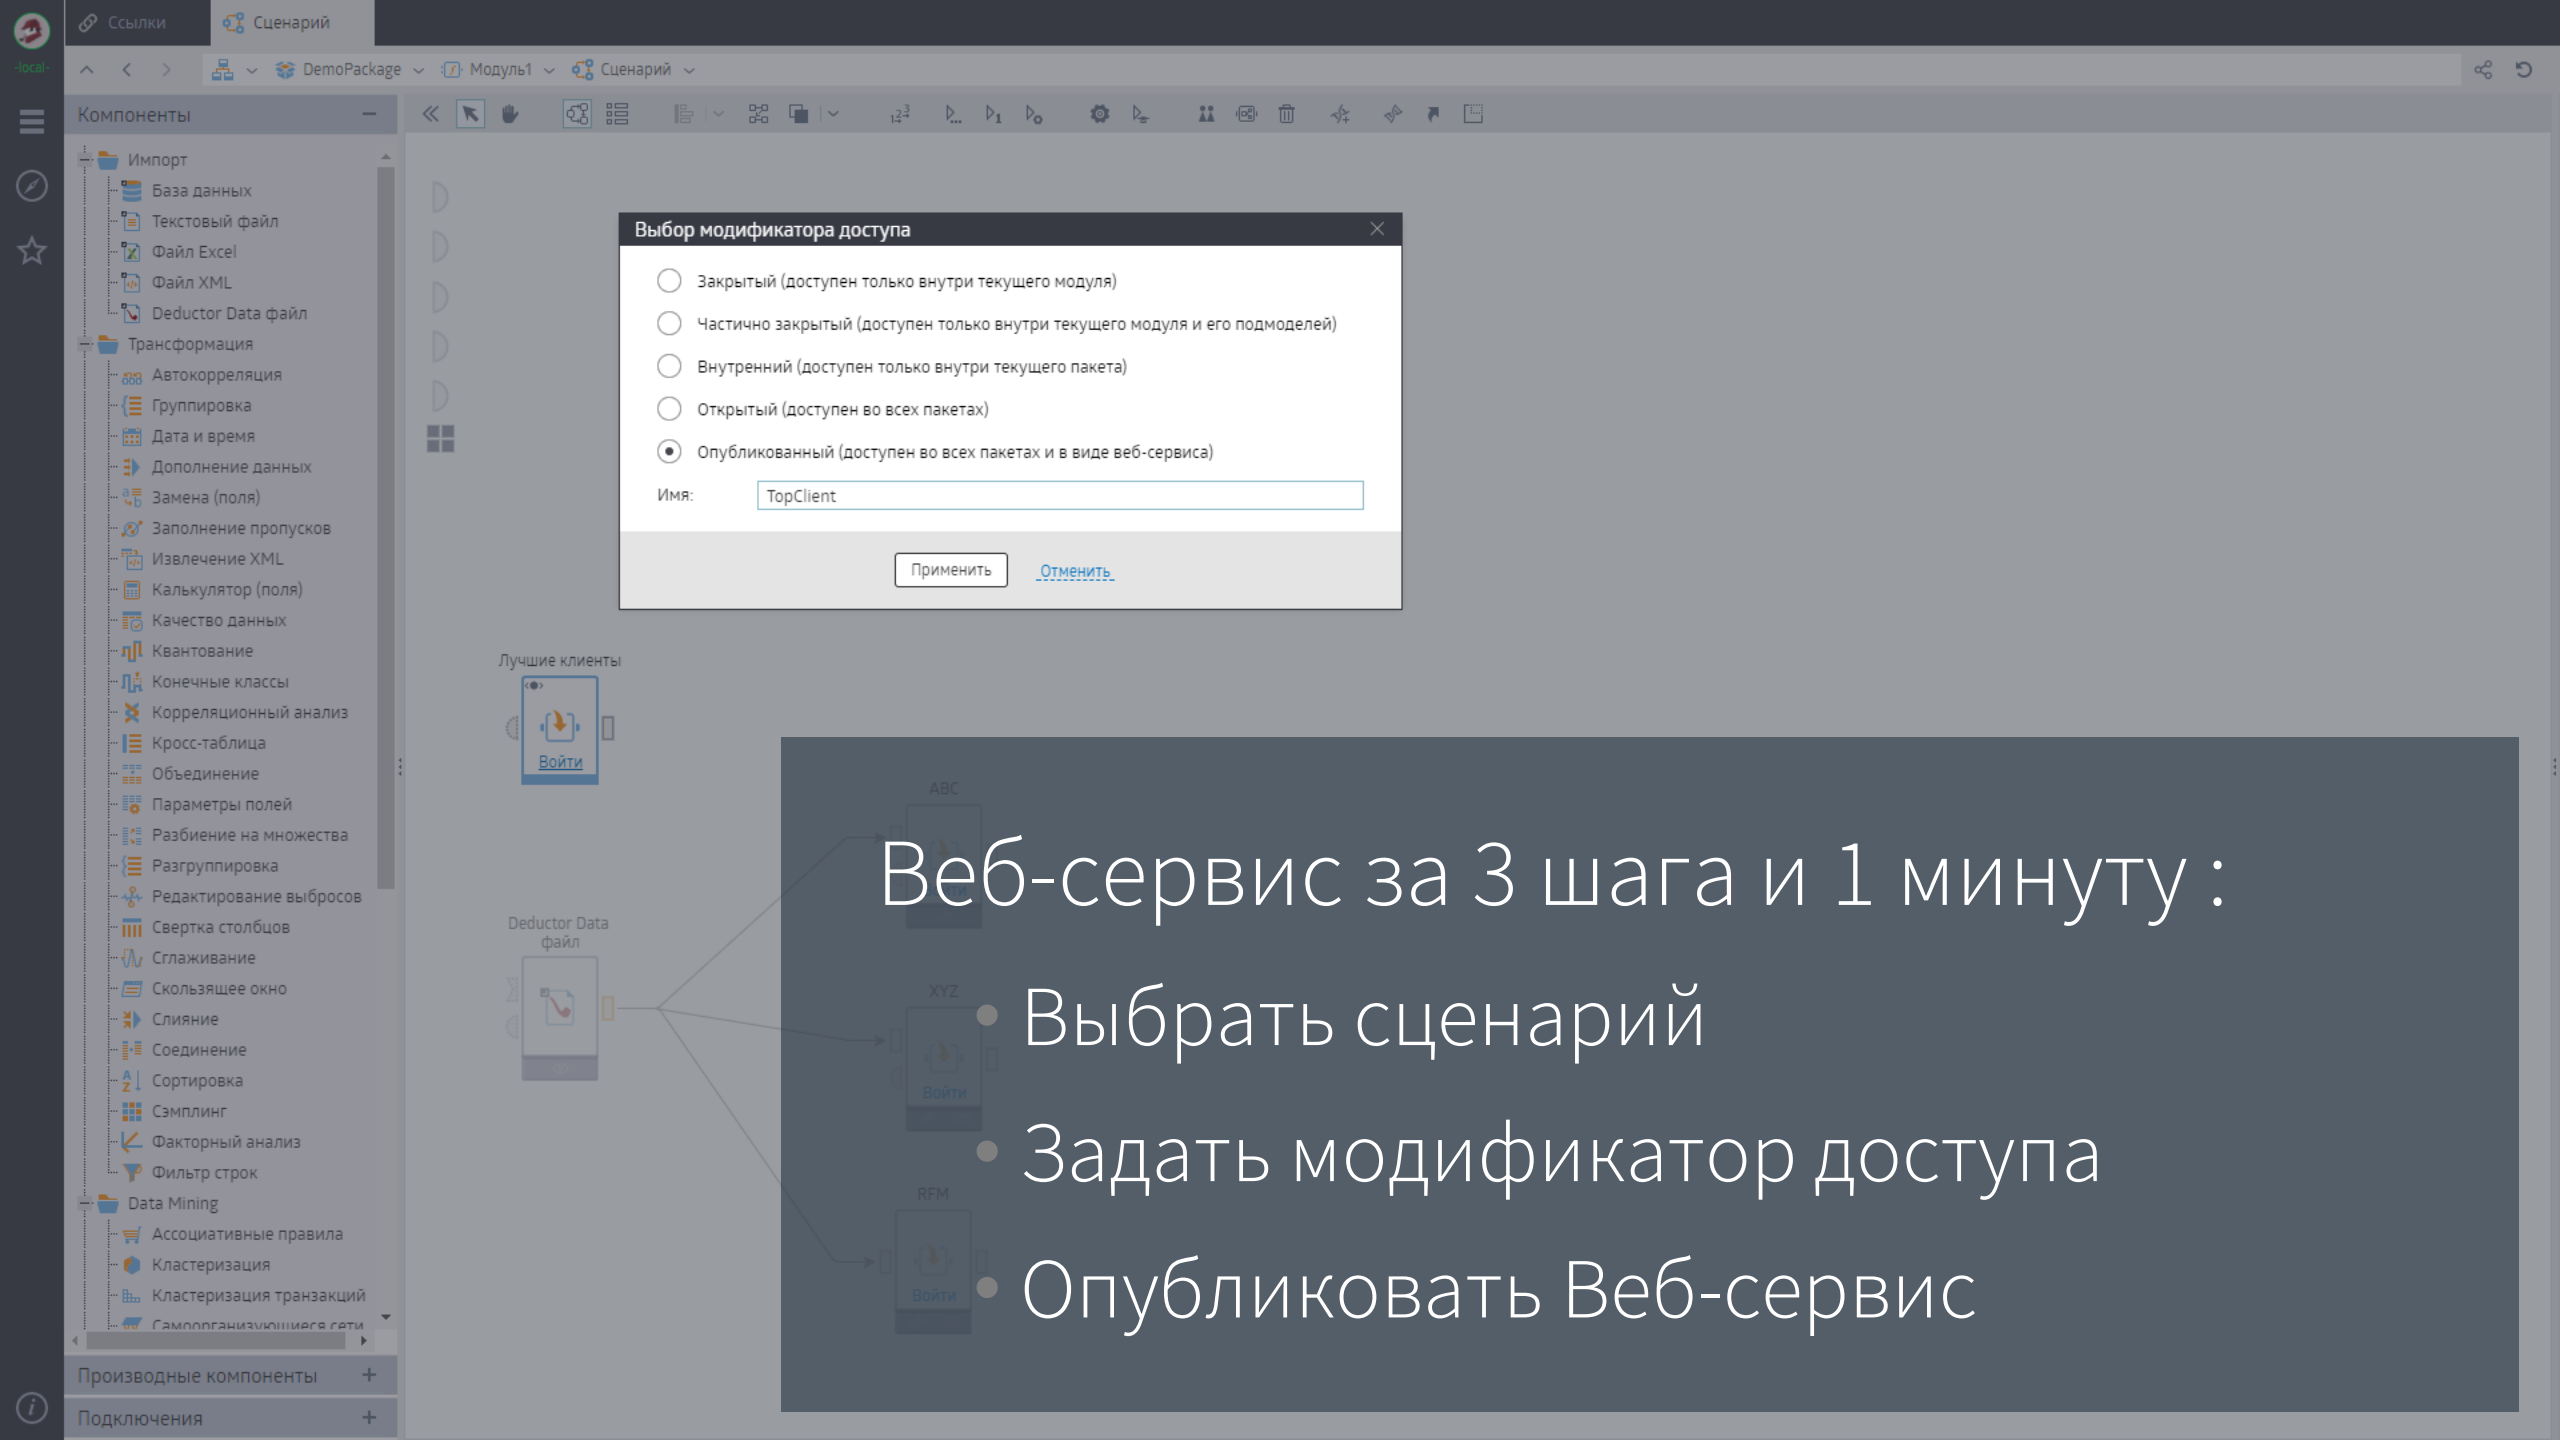 Ссылки
Сценарий
-local-
DemoPackage
Модуль1
Сценарий
Компоненты
Импорт
База данных
Текстовый файл
Файл Excel
Файл XML
Deductor Data файл
Трансформация
Автокорреляция
Группировка
Дата и время
Дополнение данных
Замена (поля)
Заполнение пропусков
Извлечение XML
Калькулятор (поля)
Качество данных
Квантование
Конечные классы
Корреляционный анализ
Кросс-таблица
Объединение
Параметры полей
Разбиение на множества
Разгруппировка
Редактирование выбросов
Свертка столбцов
Сглаживание
Скользящее окно
Слияние
Соединение
Сортировка
Сэмплинг
Факторный анализ
Фильтр строк
Data Mining
Ассоциативные правила
Кластеризация
Кластеризация транзакций
Самоорганизующиеся сети
Производные компоненты
Подключения
Выбор модификатора доступа
Закрытый (доступен только внутри текущего модуля)
Частично закрытый (доступен только внутри текущего модуля и его подмоделей)
Внутренний (доступен только внутри текущего пакета)
Открытый (доступен во всех пакетах)
Опубликованный (доступен во всех пакетах и в виде веб-сервиса)
Имя:
TopClient
Применить
Отменить
Лучшие клиенты
Войти
Deductor Data
файл
ABC
Войти
XYZ
Войти
RFM
Войти
Веб-сервис за 3 шага и 1 минуту :
• Выбрать сценарий
• Задать модификатор доступа
• Опубликовать Веб-сервис